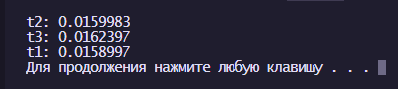 t2: 0.0159983
t3: 0.0162397
t1: 0.0158997
Для продолжения нажмите любую клавишу . . .